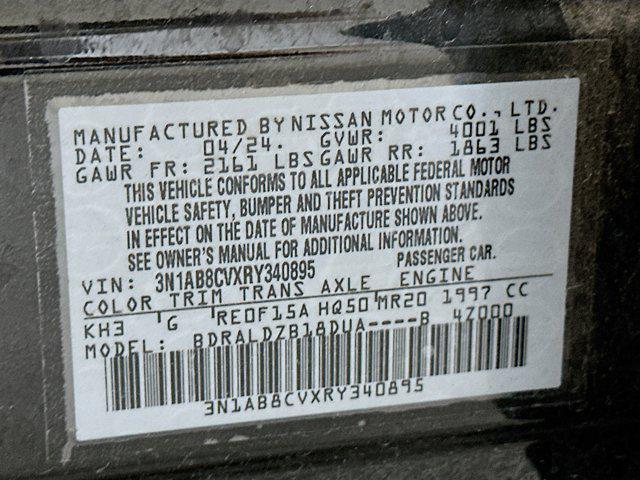 MANUFACTURED BY NISSAN MOTOR CO., LTD.
DATE: 04/24. GVWR: 4001 LBS
GAWR FR: 2161 LBS GAWR RR: 1863 LBS
THIS VEHICLE CONFORMS TO ALL APPLICABLE FEDERAL MOTOR
VEHICLE SAFETY, BUMPER AND THEFT PREVENTION STANDARDS
IN EFFECT ON THE DATE OF MANUFACTURE SHOWN ABOVE.
SEE OWNER'S MANUAL FOR ADDITIONAL INFORMATION.
VIN: 3N1AB8CVXRY340895 PASSENGER CAR.
COLOR TRIM TRANS AXLE ENGINE
KH3 G RE0F15A HQ50 MR20 1997 CC
MODEL: BDRALDZB18DUA----B 4Z000
3N1AB8CVXRY340895